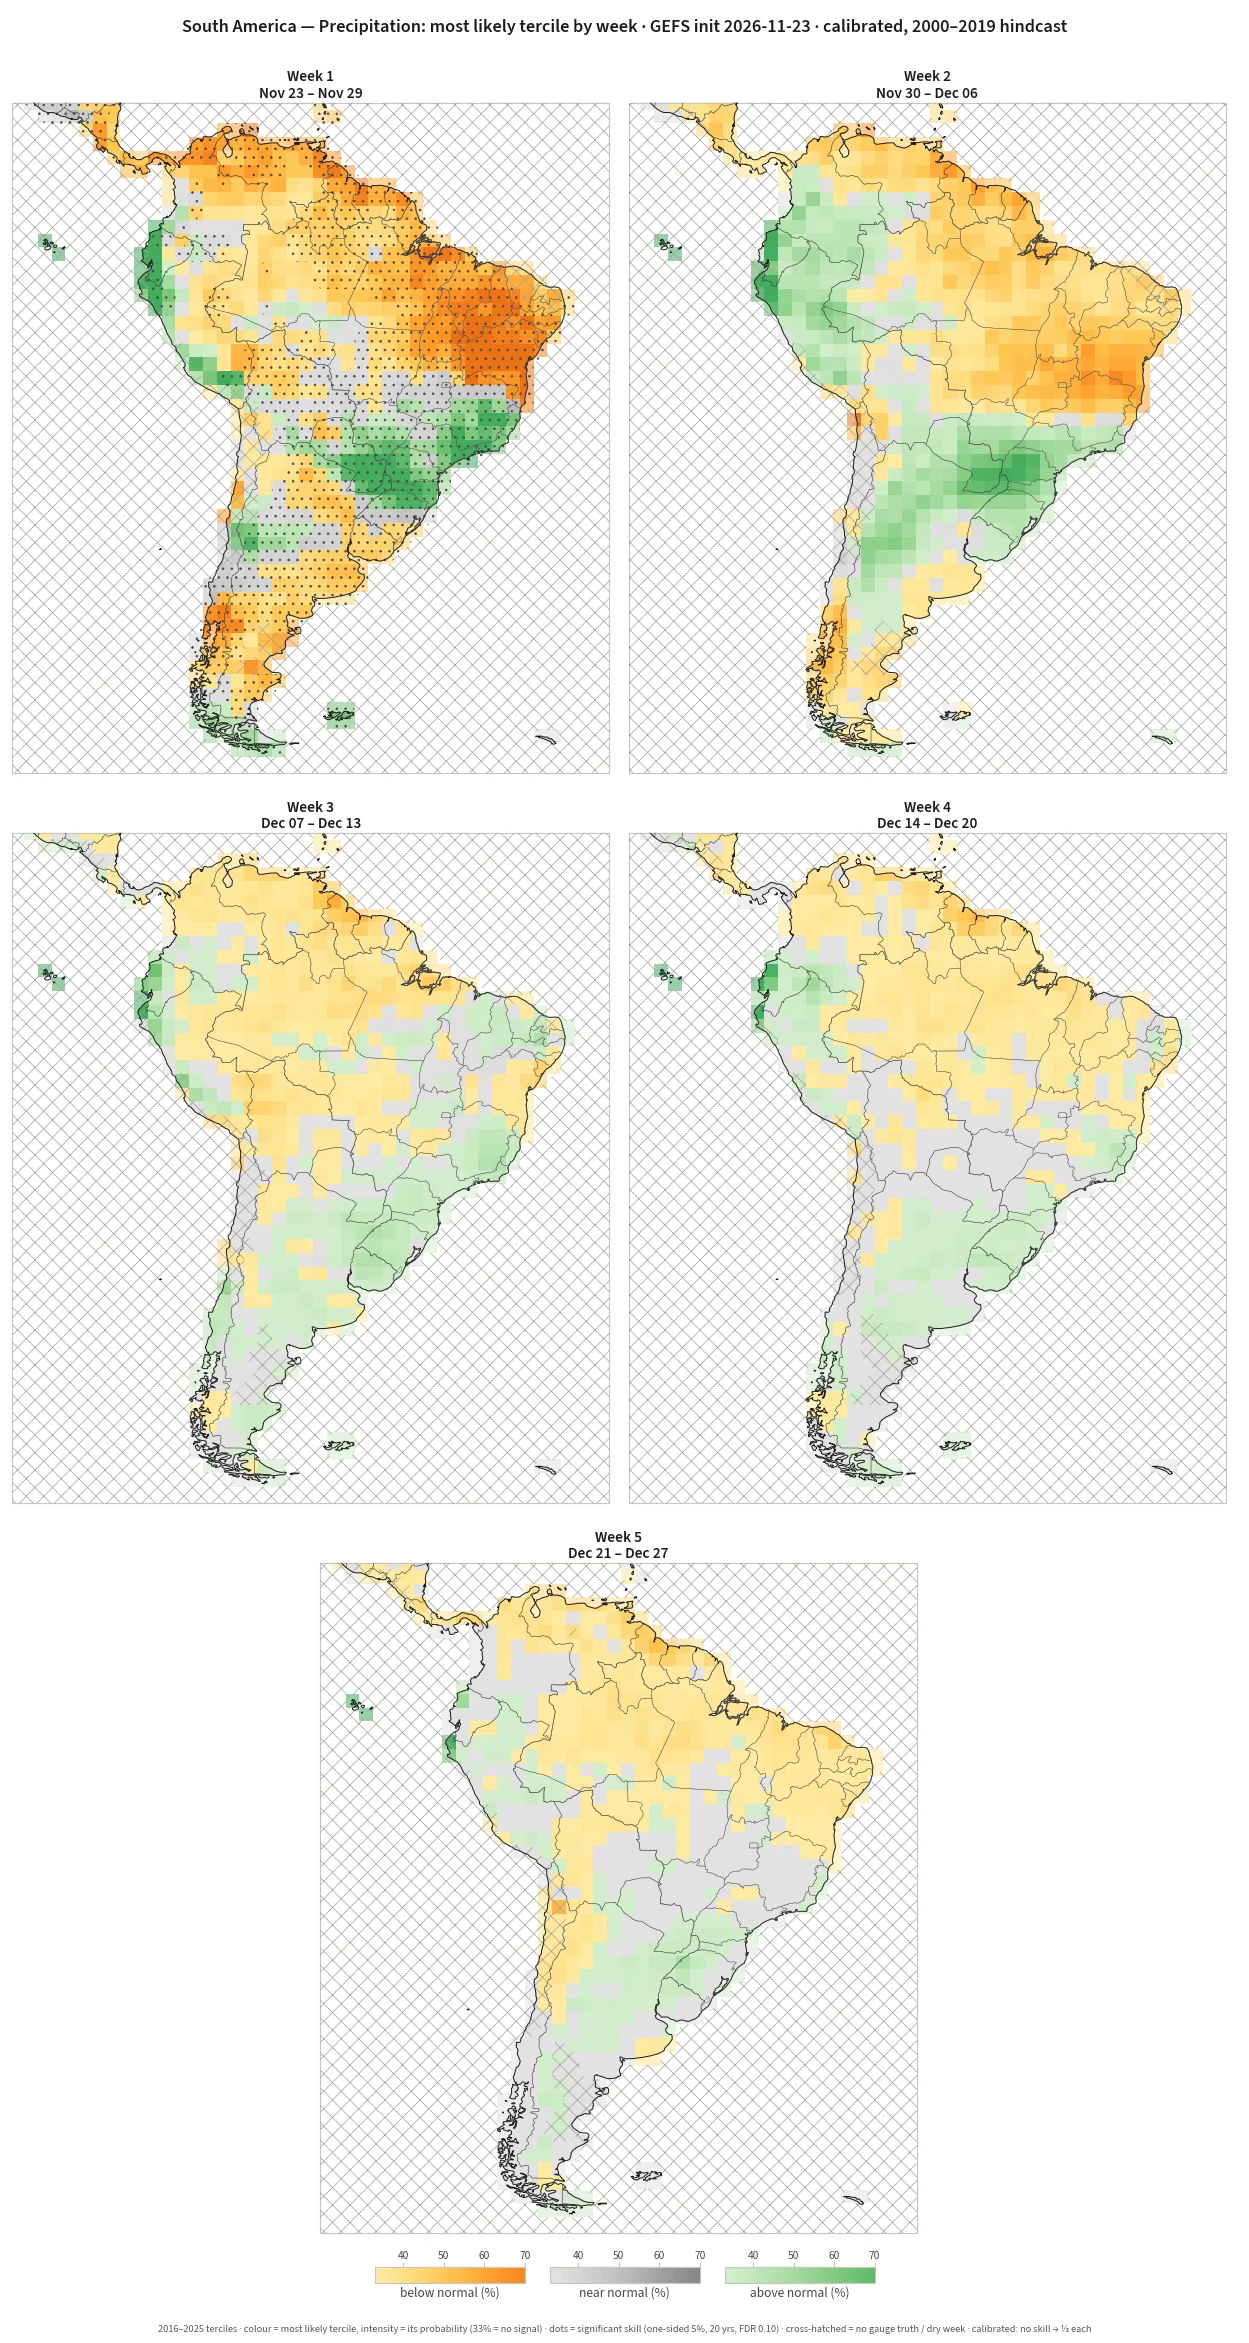 South America — Precipitation: most likely tercile by week · GEFS init 2026-11-23 · calibrated, 2000–2019 hindcast
Week 1
Nov 23 – Nov 29
Week 2
Nov 30 – Dec 06
Week 3
Dec 07 – Dec 13
Week 4
Dec 14 – Dec 20
Week 5
Dec 21 – Dec 27
40 50 60 70
below normal (%)
40 50 60 70
near normal (%)
40 50 60 70
above normal (%)
2016–2025 terciles · colour = most likely tercile, intensity = its probability (33% = no signal) · dots = significant skill (one-sided 5%, 20 yrs, FDR 0.10) · cross-hatched = no gauge truth / dry week · calibrated: no skill → ⅓ each